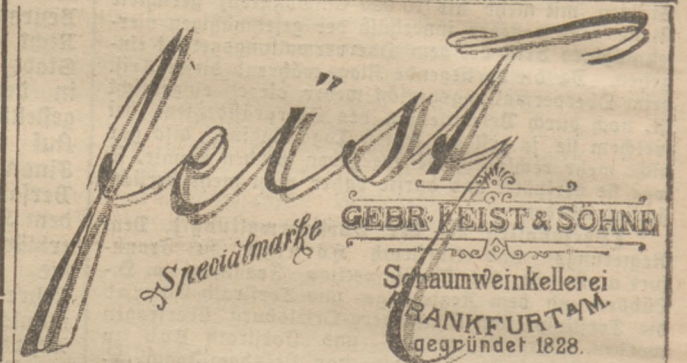 feist
Specialmarke
GEBR. FEIST & SÖHNE
Schaumweinkellerei
FRANKFURT a/M.
gegründet 1828.